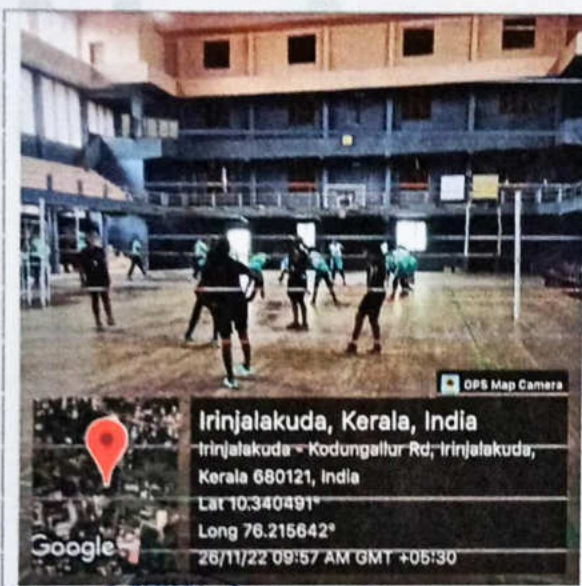 GPS Map Camera
Irinjalakuda, Kerala, India
Irinjalakuda - Kodungallur Rd, Irinjalakuda,
Kerala 680121, India
Lat 10.340491°
Long 76.215642°
26/11/22 09:57 AM GMT +05:30
Google